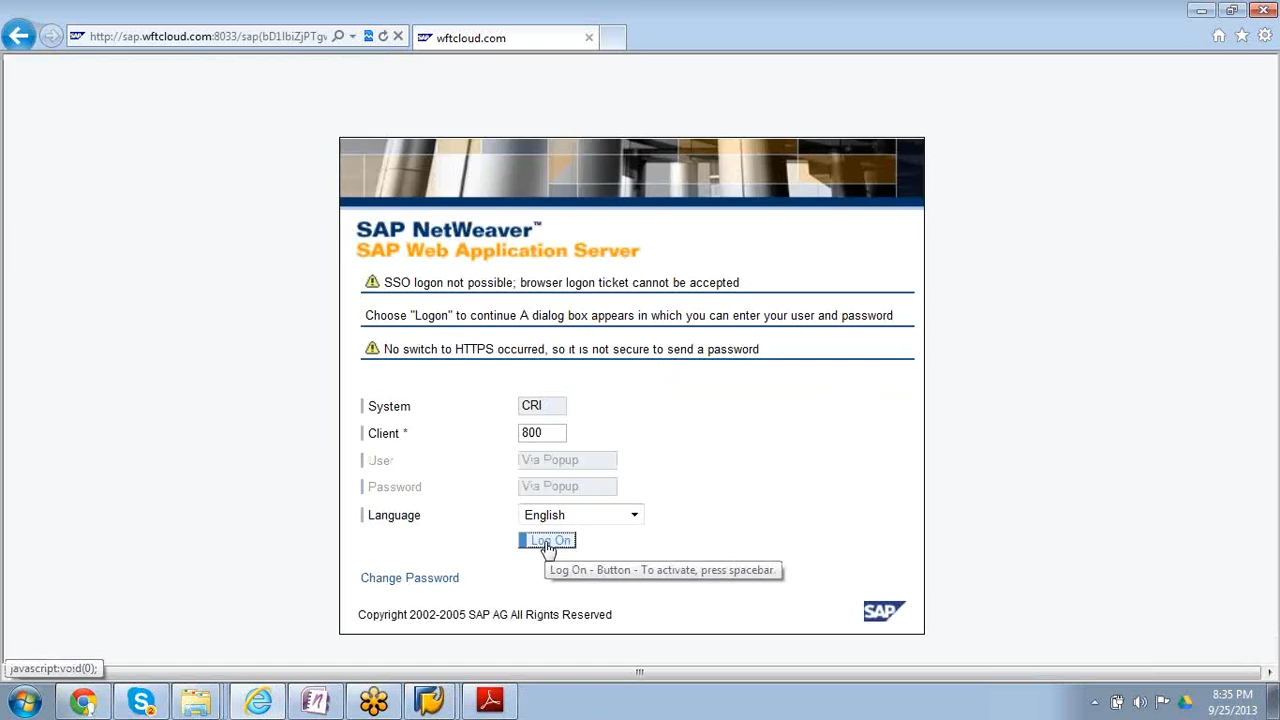 http://sap.wftcloud.com:8033/sap(bD1lbiZjPTgw
wftcloud.com
SAP NetWeaver™
SAP Web Application Server
SSO logon not possible; browser logon ticket cannot be accepted
Choose "Logon" to continue A dialog box appears in which you can enter your user and password
No switch to HTTPS occurred, so it is not secure to send a password
System CRI
Client * 800
User Via Popup
Password Via Popup
Language English
Log On
Log On - Button - To activate, press spacebar.
Change Password
Copyright 2002-2005 SAP AG All Rights Reserved
SAP
javascript:void(0);
8:35 PM
9/25/2013